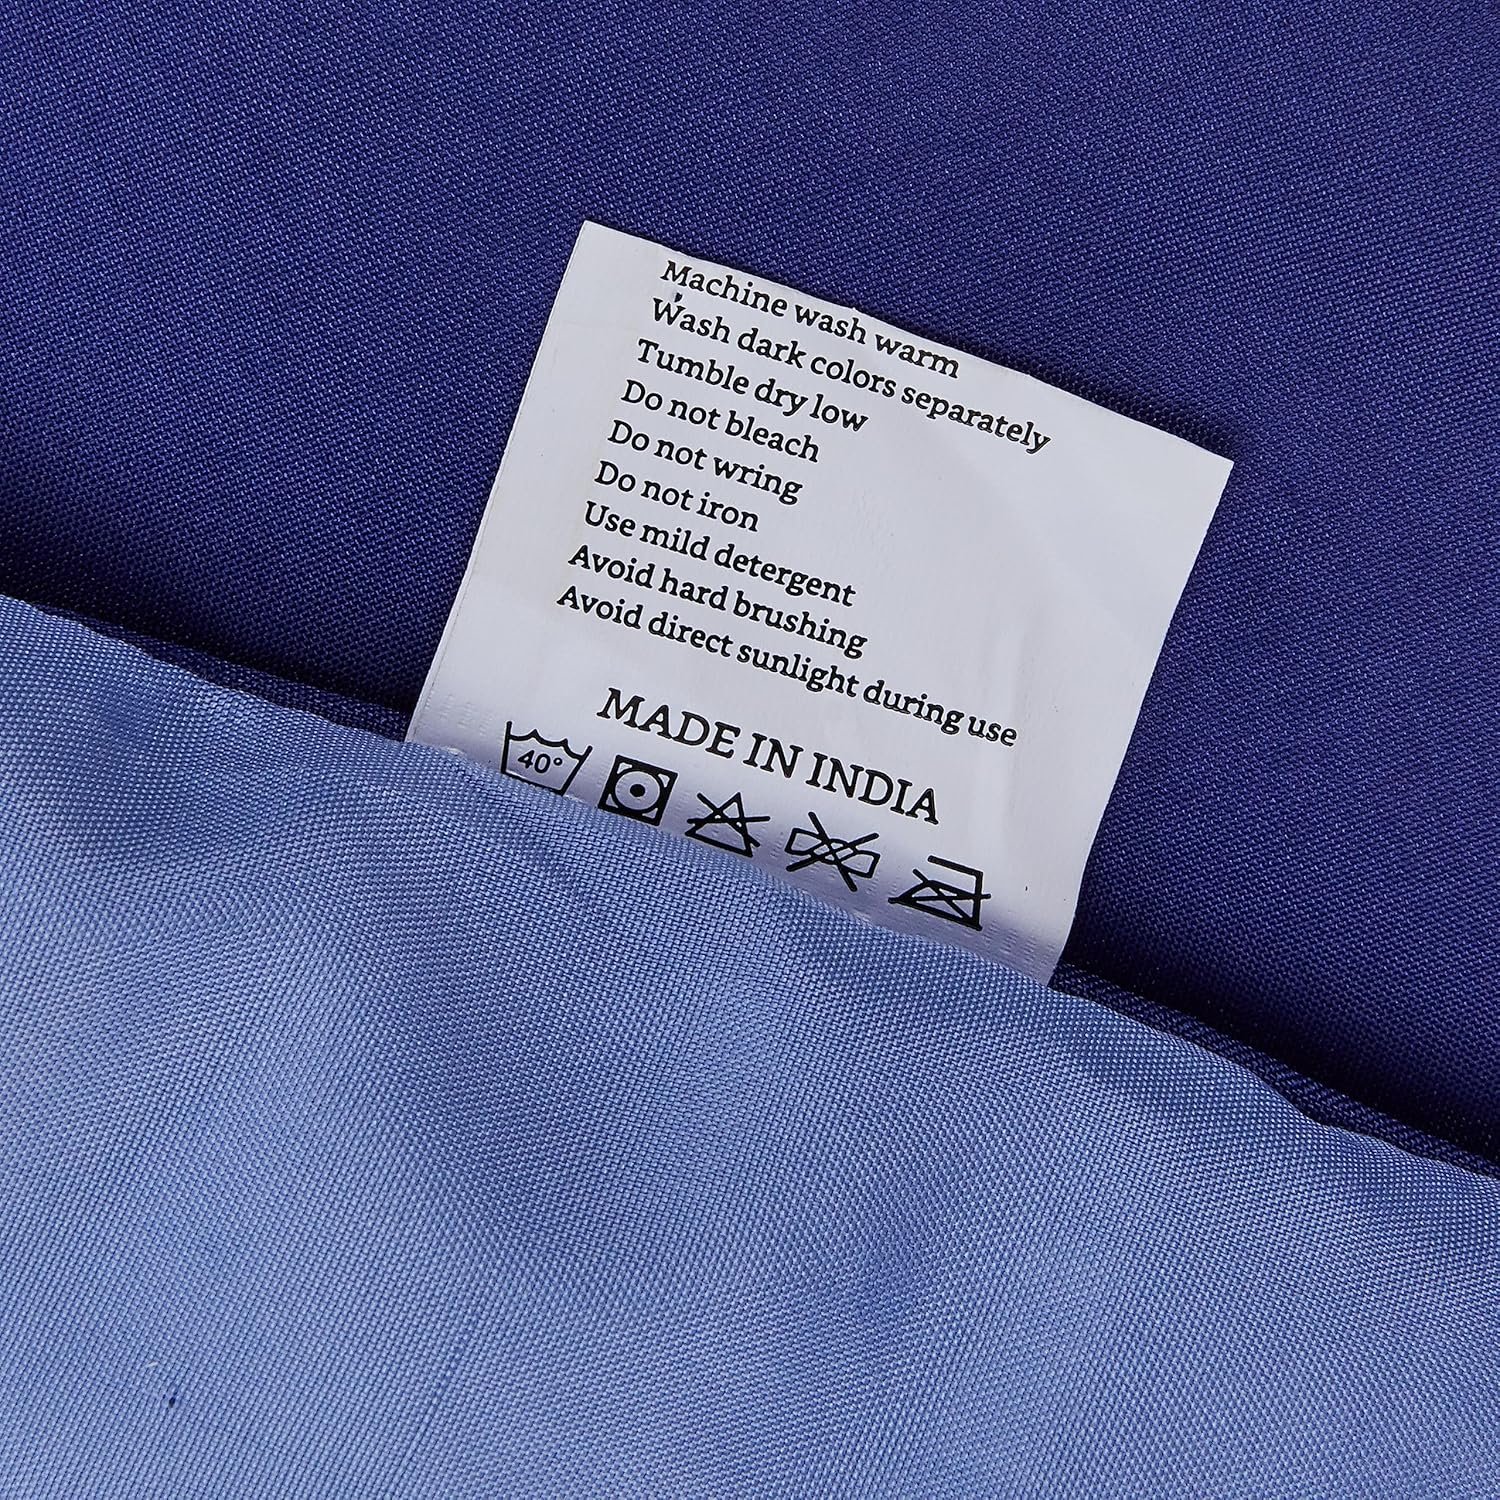 Machine wash warm
Wash dark colors separately
Tumble dry low
Do not bleach
Do not wring
Do not iron
Use mild detergent
Avoid hard brushing
Avoid direct sunlight during use
MADE IN INDIA
40°